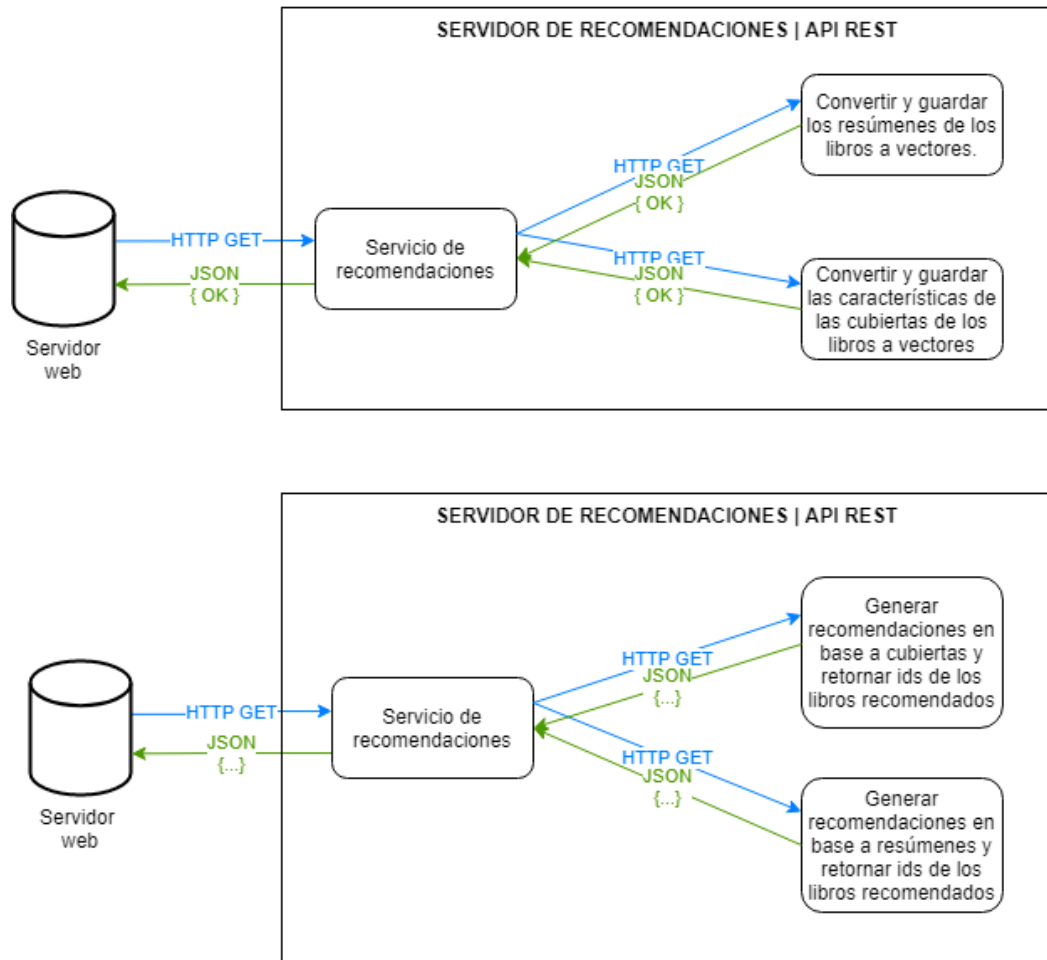 SERVIDOR DE RECOMENDACIONES | API REST
Convertir y guardar
los resúmenes de los
libros a vectores.
HTTP GET
JSON
{ OK }
HTTP GET
JSON
{ OK }
Servicio de
recomendaciones
HTTP GET
JSON
{ OK }
Convertir y guardar
las características de
las cubiertas de los
libros a vectores
Servidor
web
SERVIDOR DE RECOMENDACIONES | API REST
Generar
recomendaciones en
base a cubiertas y
retornar ids de los
libros recomendados
HTTP GET
JSON
{...}
HTTP GET
JSON
{...}
Servicio de
recomendaciones
HTTP GET
JSON
{...}
Generar
recomendaciones en
base a resúmenes y
retornar ids de los
libros recomendados
Servidor
web